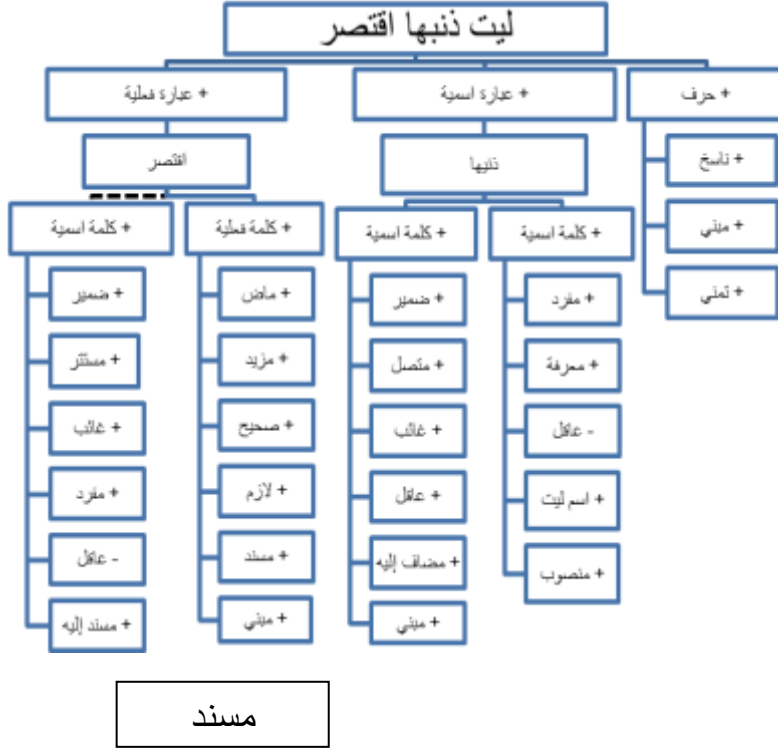 ليت ذنبها اقتصر
+ حرف
+ ناسخ
+ مبني
+ تمني
+ عبارة اسمية
ذنبها
+ كلمة اسمية
+ مفرد
+ معرفة
- عاقل
+ اسم ليت
+ منصوب
+ كلمة اسمية
+ ضمير
+ متصل
+ غائب
+ عاقل
+ مضاف إليه
+ مبني
+ عبارة فعلية
اقتصر
+ كلمة فعلية
+ ماض
+ مزيد
+ صحيح
+ لازم
+ مسند
+ مبني
+ كلمة اسمية
+ ضمير
+ مستتر
+ غائب
+ مفرد
- عاقل
+ مسند إليه
مسند